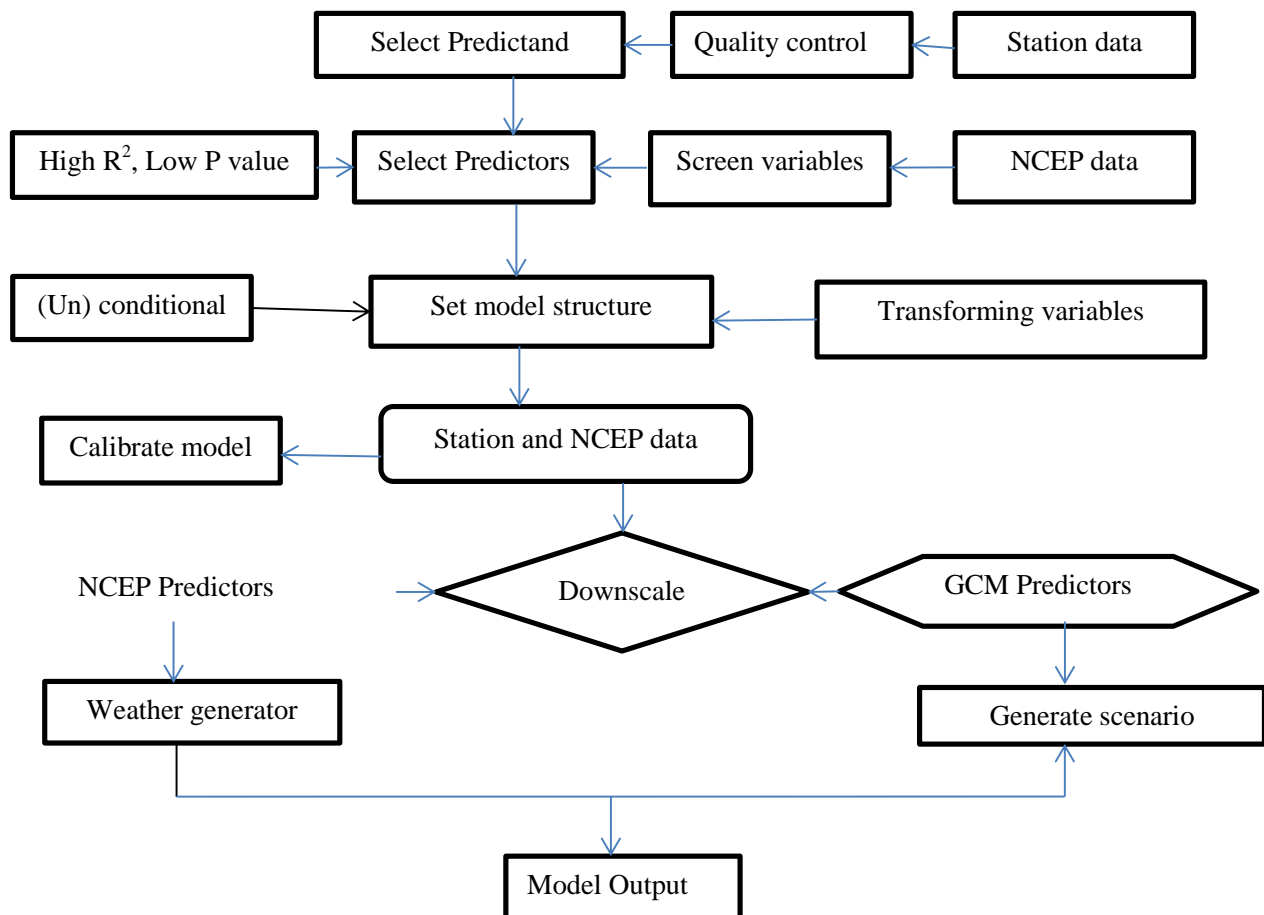 Select Predictand
Quality control
Station data
High R², Low P value
Select Predictors
Screen variables
NCEP data
(Un) conditional
Set model structure
Transforming variables
Calibrate model
Station and NCEP data
NCEP Predictors
Downscale
GCM Predictors
Weather generator
Generate scenario
Model Output